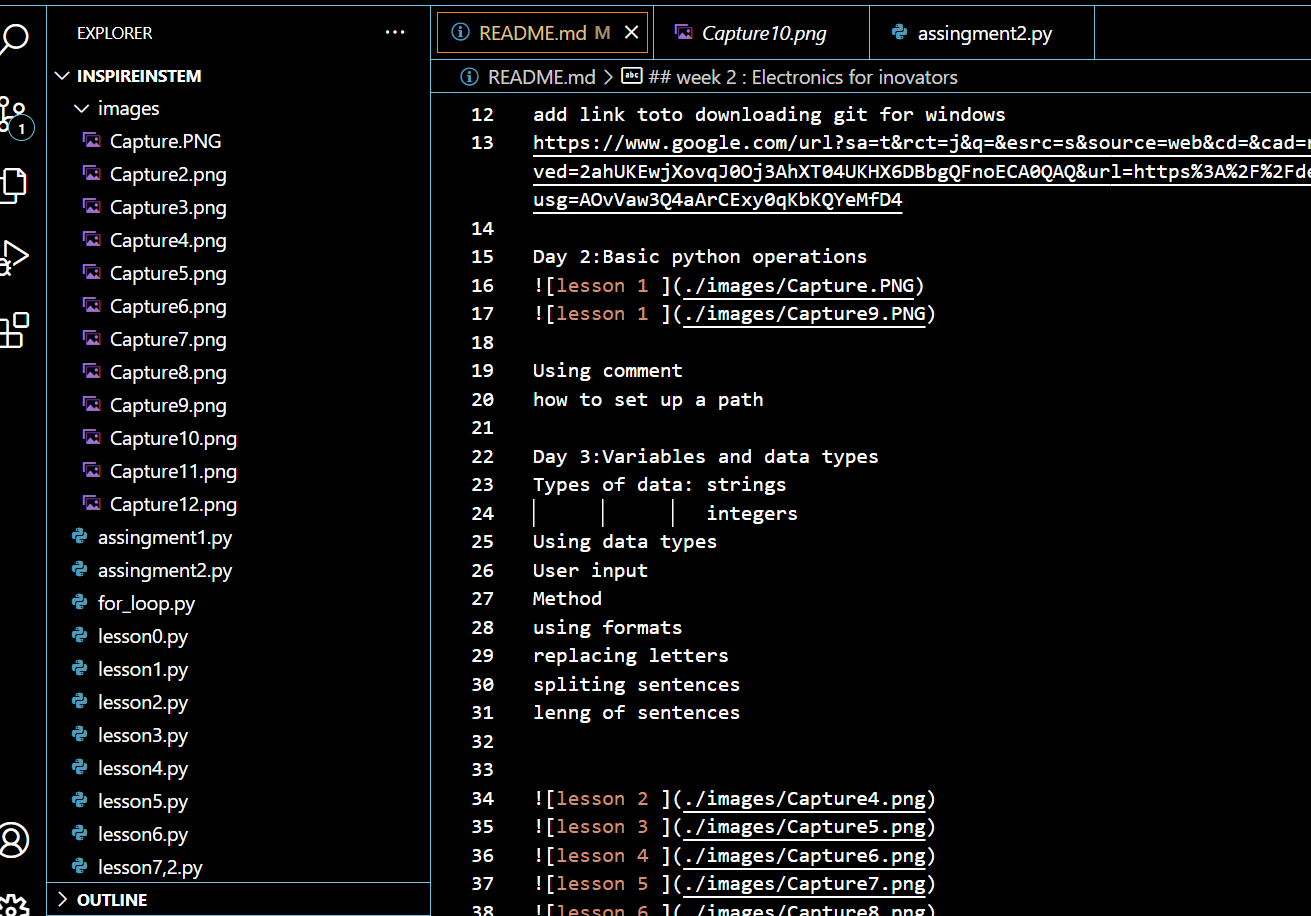 EXPLORER
INSPIREINSTEM
images
Capture.PNG
Capture2.png
Capture3.png
Capture4.png
Capture5.png
Capture6.png
Capture7.png
Capture8.png
Capture9.png
Capture10.png
Capture11.png
Capture12.png
assingment1.py
assingment2.py
for_loop.py
lesson0.py
lesson1.py
lesson2.py
lesson3.py
lesson4.py
lesson5.py
lesson6.py
lesson7,2.py
OUTLINE
1
README.md M
Capture10.png
assingment2.py
README.md > abc ## week 2 : Electronics for inovators
12 add link toto downloading git for windows
13 https://www.google.com/url?sa=t&rct=j&q=&esrc=s&source=web&cd=&cad=r
ved=2ahUKEwjXovqJ0Oj3AhXT04UKHX6DBbgQFnoECA0QAQ&url=https%3A%2F%2Fde
usg=AOvVaw3Q4aArCExy0qKbKQYeMfD4
14
15 Day 2:Basic python operations
16 ![lesson 1 ](./images/Capture.PNG)
17 ![lesson 1 ](./images/Capture9.PNG)
18
19 Using comment
20 how to set up a path
21
22 Day 3:Variables and data types
23 Types of data: strings
24 integers
25 Using data types
26 User input
27 Method
28 using formats
29 replacing letters
30 spliting sentences
31 lenng of sentences
32
33
34 ![lesson 2 ](./images/Capture4.png)
35 ![lesson 3 ](./images/Capture5.png)
36 ![lesson 4 ](./images/Capture6.png)
37 ![lesson 5 ](./images/Capture7.png)
38 ![lesson 6 ](./images/Capture8.png)